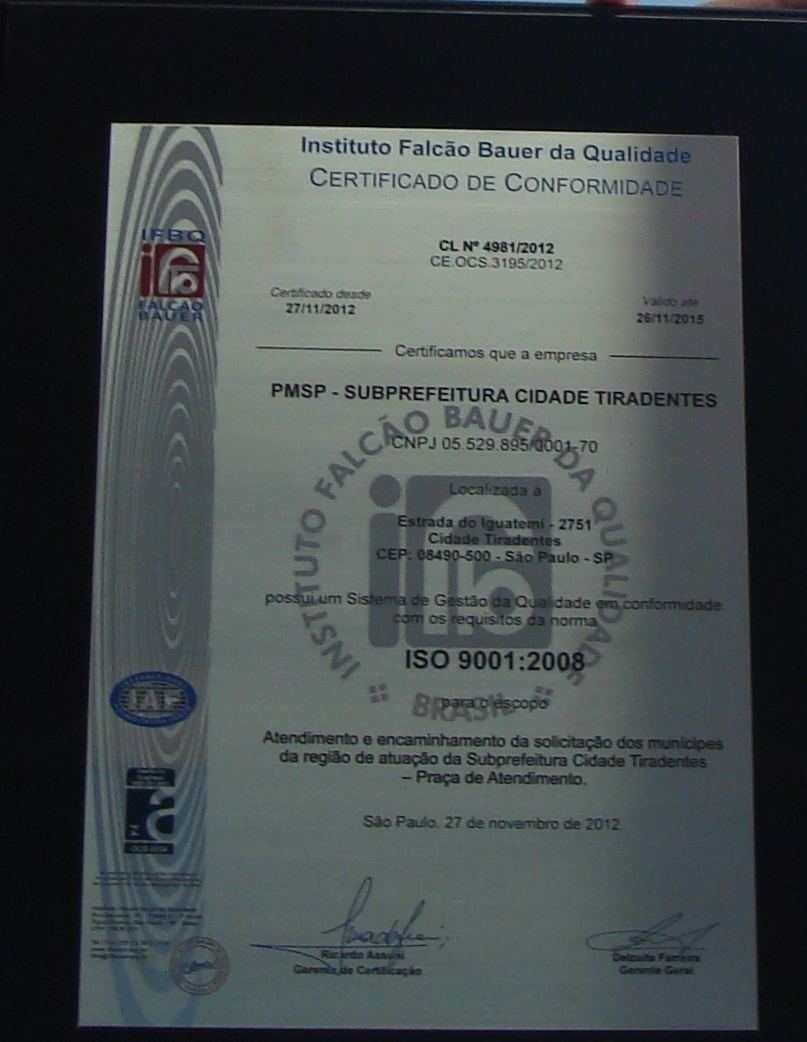 Instituto Falcão Bauer da Qualidade
CERTIFICADO DE CONFORMIDADE
IFBQ
FALCÃO
BAUER
CL Nº 4981/2012
CE.OCS.3195/2012
Certificado desde
27/11/2012
Válido até
26/11/2015
Certificamos que a empresa
PMSP - SUBPREFEITURA CIDADE TIRADENTES
CNPJ 05.529.895/0001-70
Localizada à
Estrada do Iguatemi - 2751
Cidade Tiradentes
CEP: 08490-500 - São Paulo - SP
possui um Sistema de Gestão da Qualidade em conformidade
com os requisitos da norma
ISO 9001:2008
para o escopo
Atendimento e encaminhamento da solicitação dos munícipes
da região de atuação da Subprefeitura Cidade Tiradentes
– Praça de Atendimento.
São Paulo, 27 de novembro de 2012.
INSTITUTO FALCÃO BAUER DA QUALIDADE
BRASIL
IAF
Ricardo
Gerente de Certificação
Delzuite Ferreira
Gerente Geral